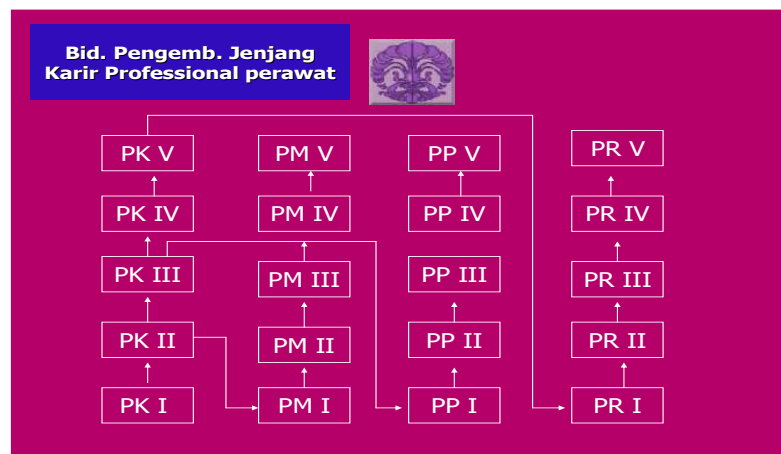 Bid. Pengemb. Jenjang
Karir Professional perawat
PK V PM V PP V PR V
PK IV PM IV PP IV PR IV
PK III PM III PP III PR III
PK II PM II PP II PR II
PK I PM I PP I PR I